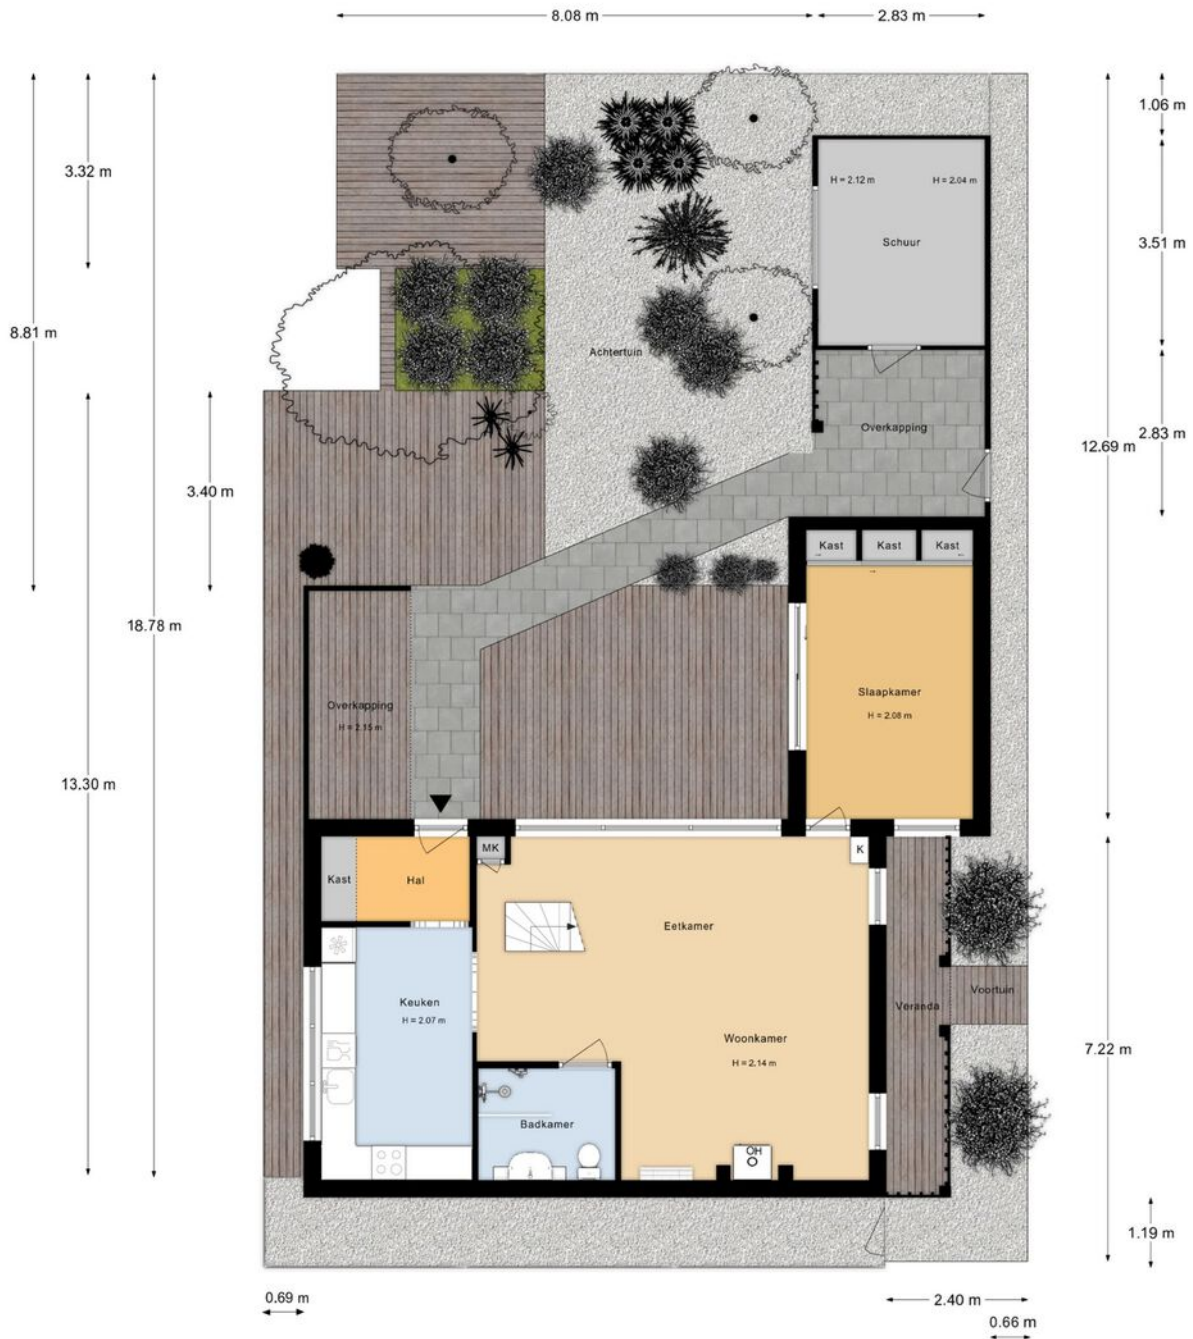 8.08 m
2.83 m
1.06 m
3.32 m
H = 2.12 m
H = 2.04 m
Schuur
3.51 m
8.81 m
Achtertuin
Overkapping
2.83 m
12.69 m
3.40 m
Kast
Kast
Kast
18.78 m
Slaapkamer
H = 2.08 m
Overkapping
H = 2.15 m
13.30 m
MK
K
Kast
Hal
Eetkamer
Keuken
H = 2.07 m
Veranda
Voortuin
Woonkamer
H = 2.14 m
7.22 m
Badkamer
OH
1.19 m
0.69 m
2.40 m
0.66 m